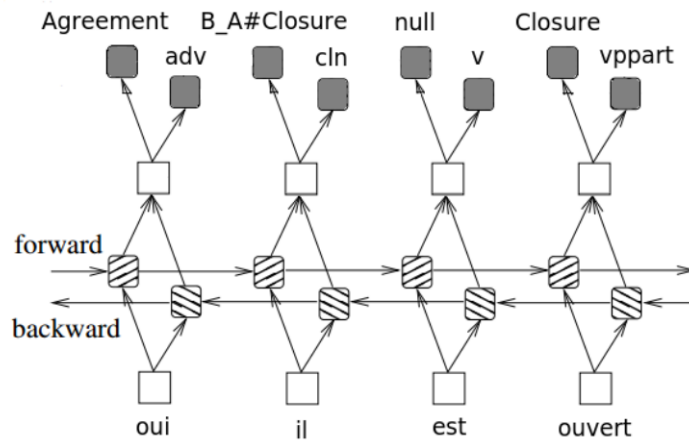 Agreement B_A#Closure null Closure
adv cln v vppart
forward
backward
oui il est ouvert